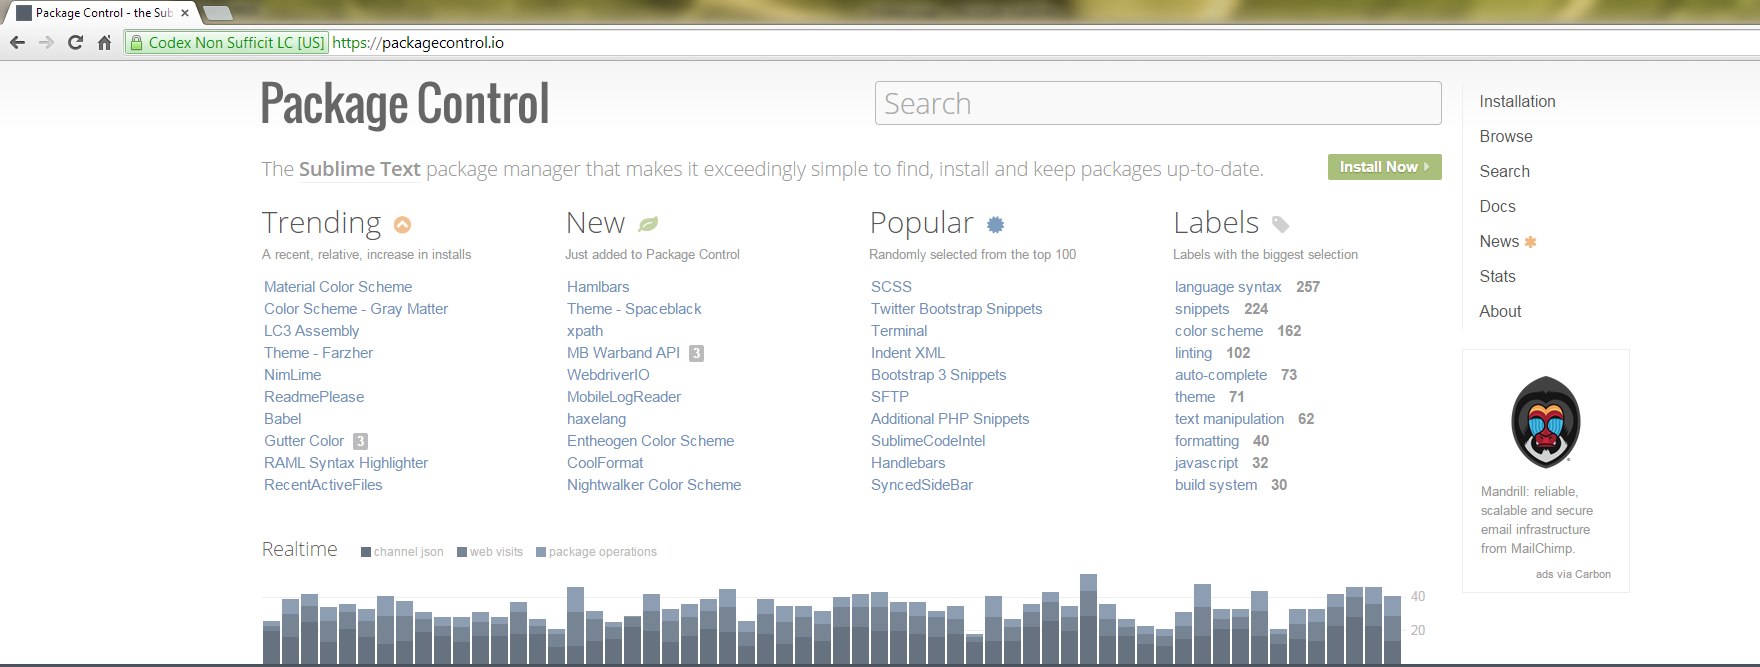 Package Control - the Sub
Codex Non Sufficit LC [US] https://packagecontrol.io
Package Control
Search
The Sublime Text package manager that makes it exceedingly simple to find, install and keep packages up-to-date.
Install Now
Trending
A recent, relative, increase in installs
Material Color Scheme
Color Scheme - Gray Matter
LC3 Assembly
Theme - Farzher
NimLime
ReadmePlease
Babel
Gutter Color 3
RAML Syntax Highlighter
RecentActiveFiles
New
Just added to Package Control
Hamlbars
Theme - Spaceblack
xpath
MB Warband API 3
WebdriverIO
MobileLogReader
haxelang
Entheogen Color Scheme
CoolFormat
Nightwalker Color Scheme
Popular
Randomly selected from the top 100
SCSS
Twitter Bootstrap Snippets
Terminal
Indent XML
Bootstrap 3 Snippets
SFTP
Additional PHP Snippets
SublimeCodeIntel
Handlebars
SyncedSideBar
Labels
Labels with the biggest selection
language syntax 257
snippets 224
color scheme 162
linting 102
auto-complete 73
theme 71
text manipulation 62
formatting 40
javascript 32
build system 30
Realtime
channel json
web visits
package operations
40
20
Installation
Browse
Search
Docs
News
Stats
About
Mandrill: reliable,
scalable and secure
email infrastructure
from MailChimp.
ads via Carbon